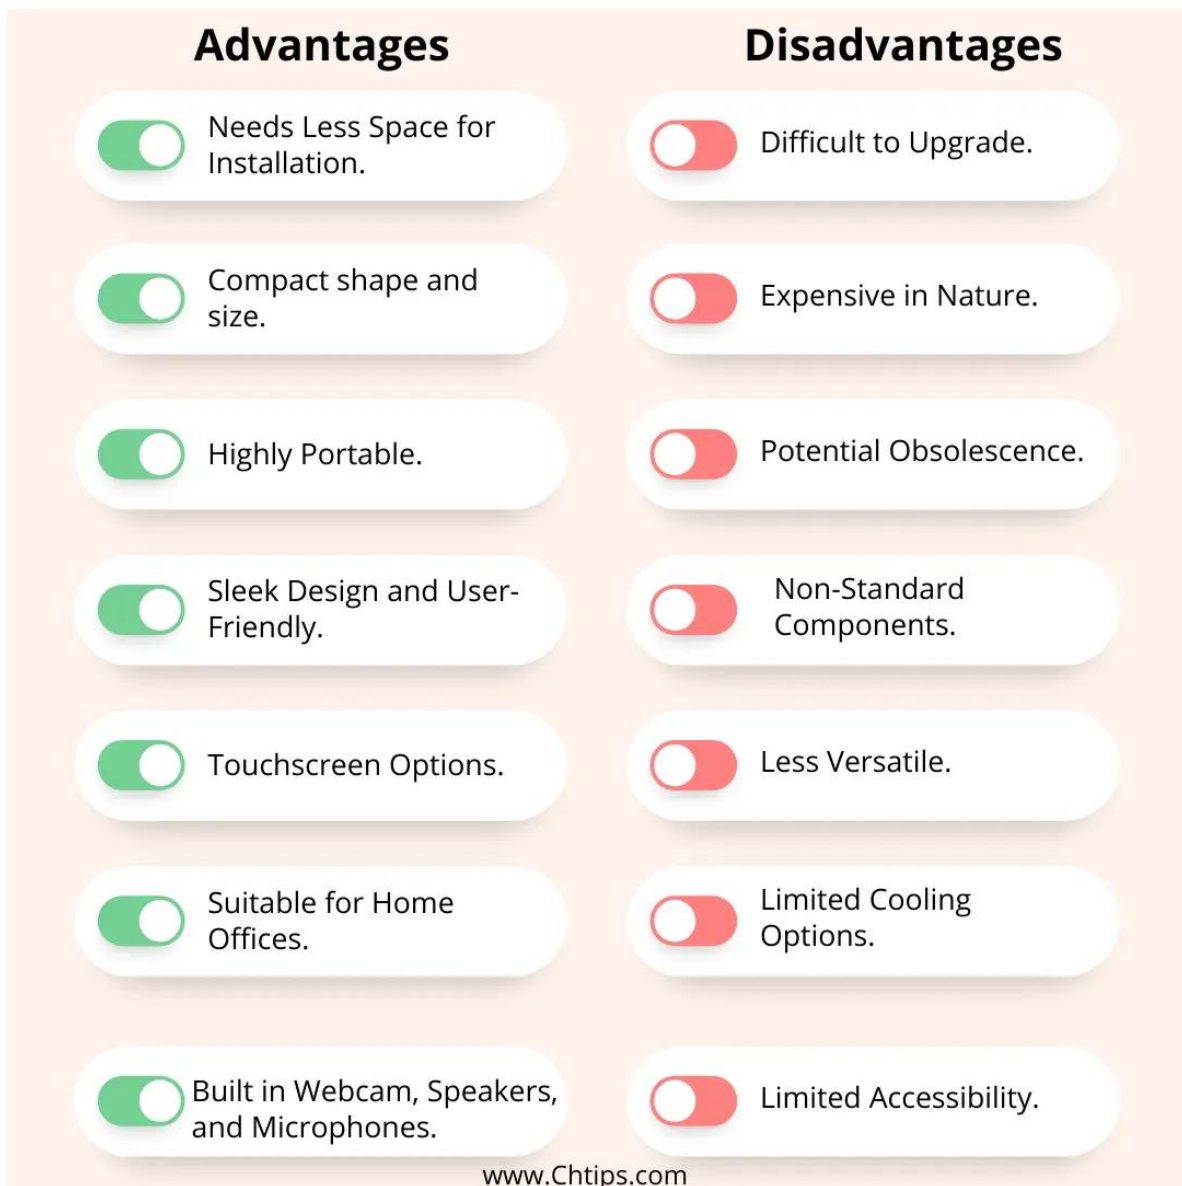 Advantages
Needs Less Space for
Installation.
Compact shape and
size.
Highly Portable.
Sleek Design and User-
Friendly.
Touchscreen Options.
Suitable for Home
Offices.
Built in Webcam, Speakers,
and Microphones.
Disadvantages
Difficult to Upgrade.
Expensive in Nature.
Potential Obsolescence.
Non-Standard
Components.
Less Versatile.
Limited Cooling
Options.
Limited Accessibility.
www.Chtips.com